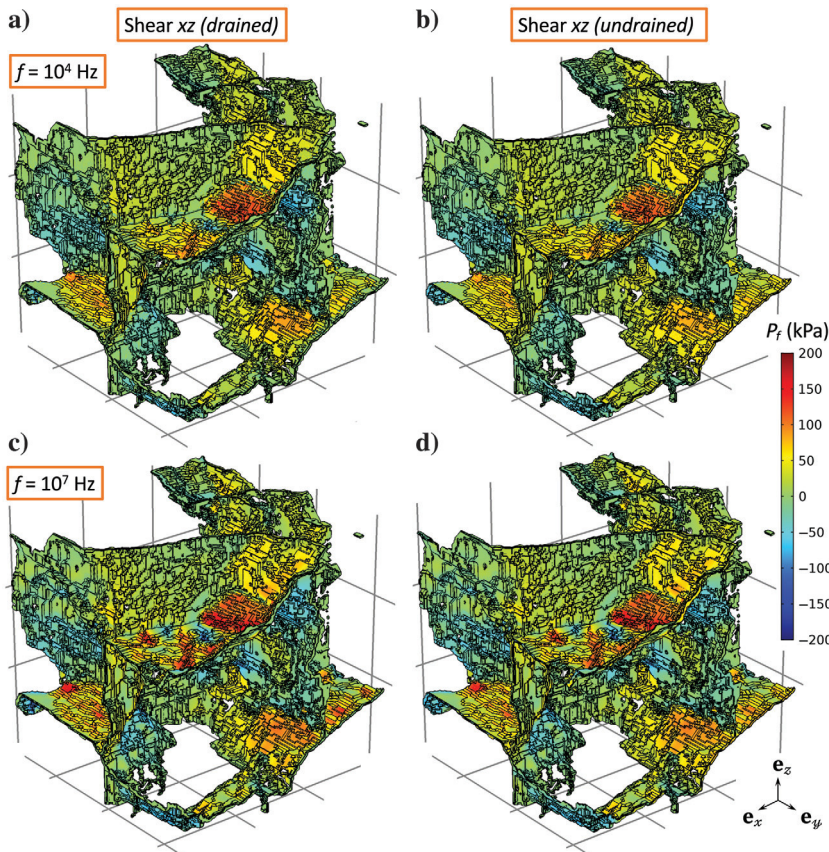 a)
Shear xz (drained)
b)
Shear xz (undrained)
f = 10⁴ Hz
P_f (kPa)
200
150
100
50
0
−50
−100
−150
−200
c)
d)
f = 10⁷ Hz
e_z
e_x
e_y